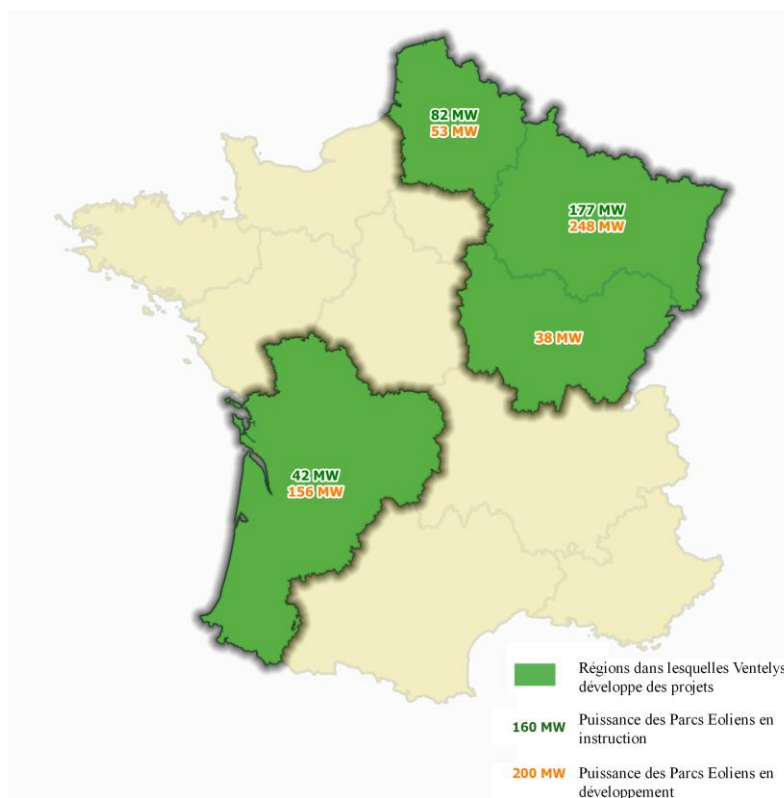 82 MW
53 MW
177 MW
248 MW
38 MW
42 MW
156 MW
Régions dans lesquelles Ventelys
développe des projets
160 MW Puissance des Parcs Eoliens en
instruction
200 MW Puissance des Parcs Eoliens en
développement